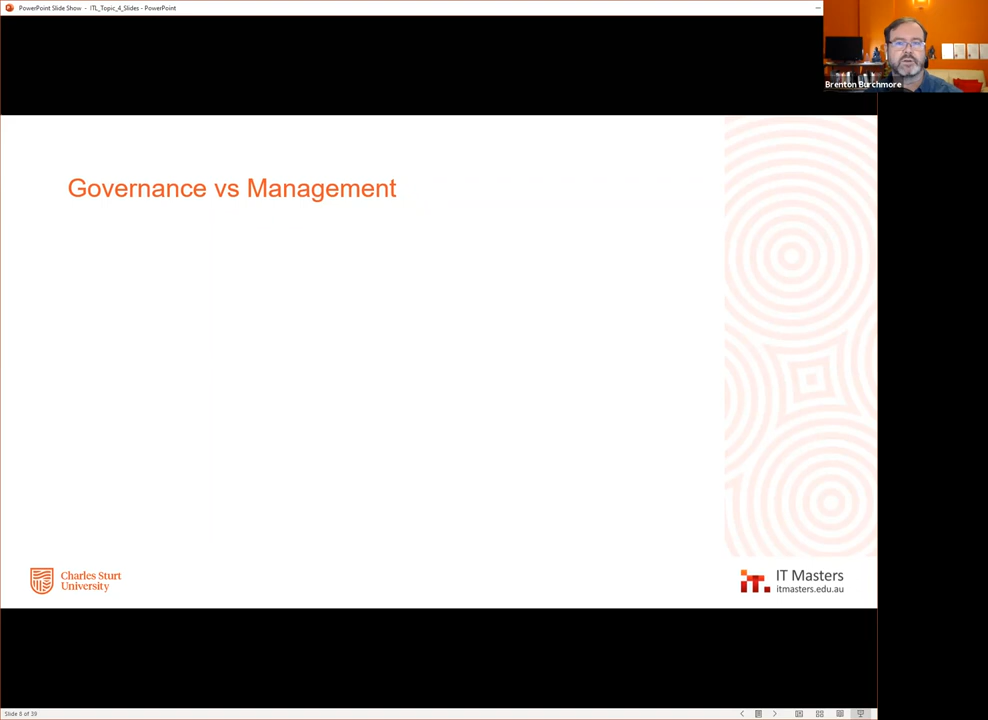 PowerPoint Slide Show - ITL_Topic_4_Slides - PowerPoint
Brenton Burchmore
Governance vs Management
Charles Sturt
University
IT Masters
itmasters.edu.au
Slide 8 of 39